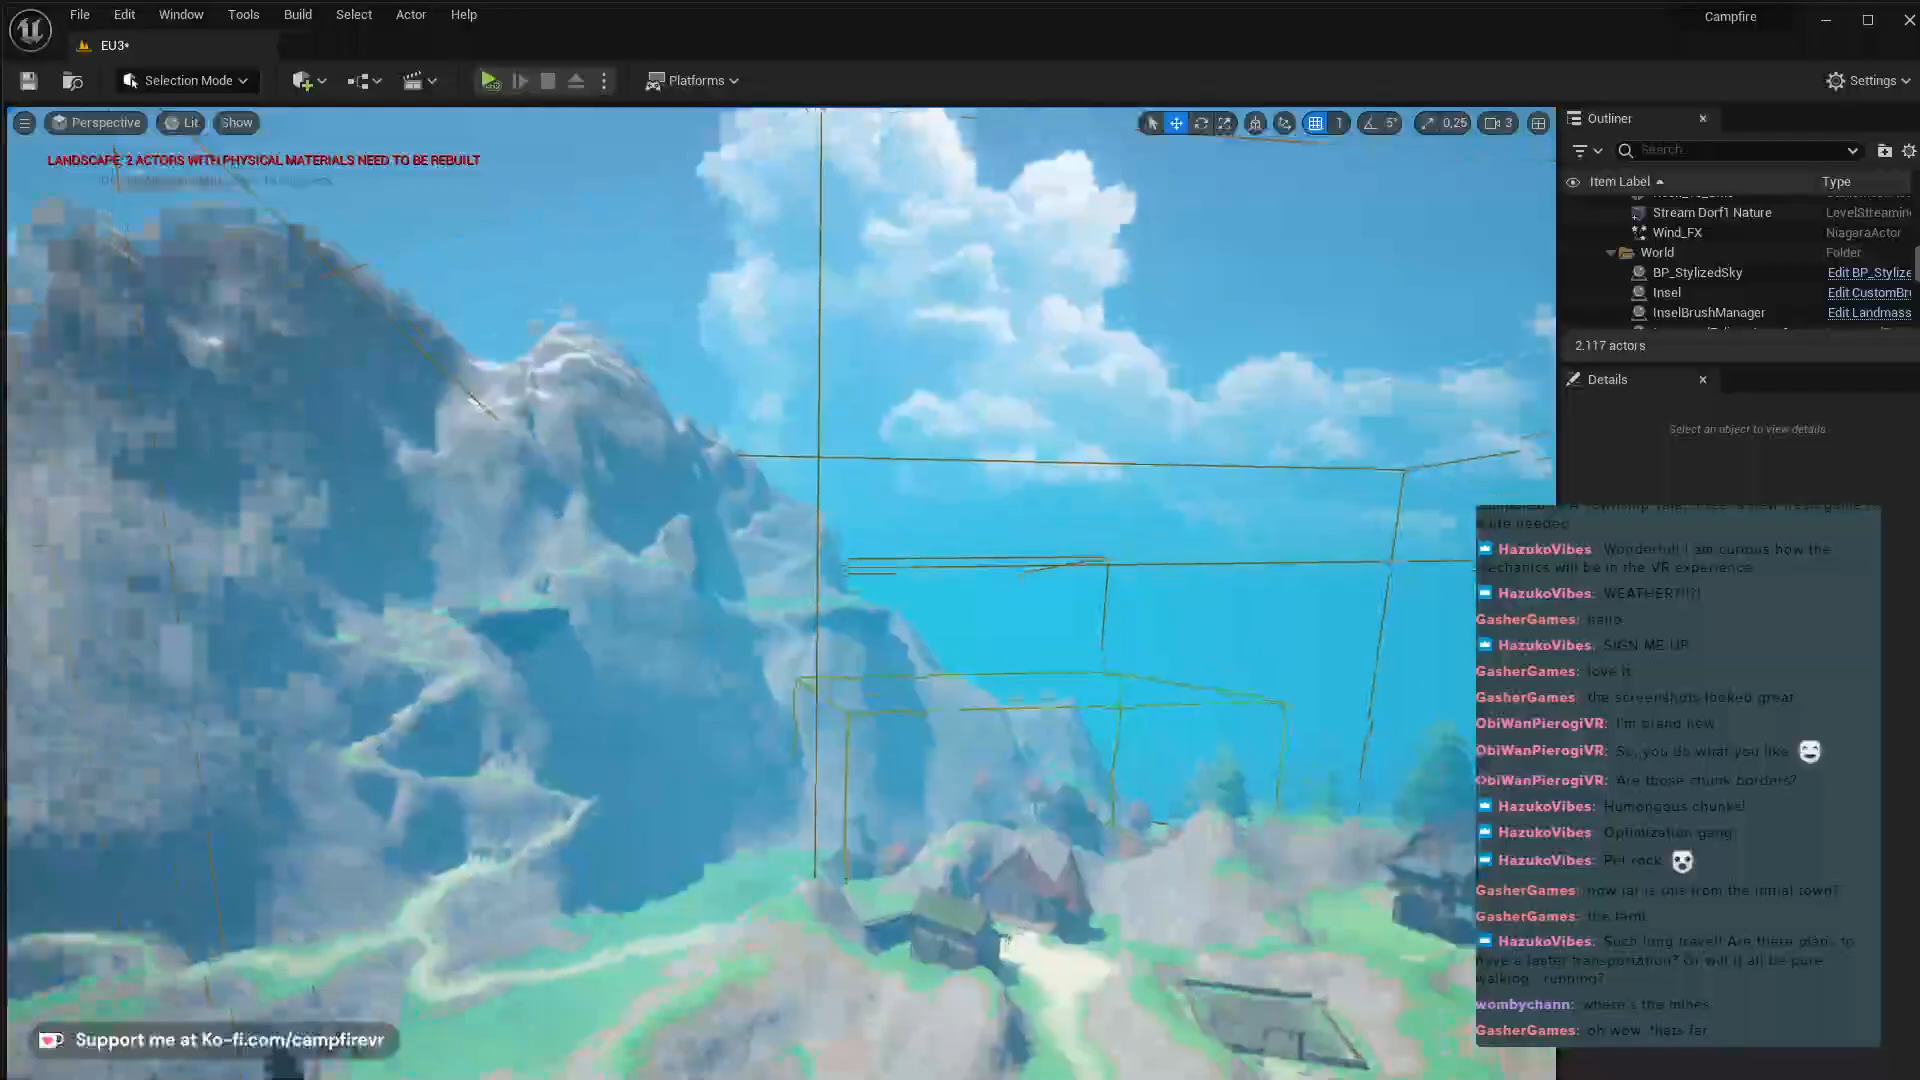 File Edit Window Tools Build Select Actor Help
Campfire
EU3*
Selection Mode
Platforms
Settings
Perspective Lit Show
1 5° 0,25 3
Outliner
LANDSCAPE: 2 ACTORS WITH PHYSICAL MATERIALS NEED TO BE REBUILT
Search...
Item Label Type
Stream Dorf1 Nature LevelStreamin
Wind_FX NiagaraActor
World Folder
BP_StylizedSky Edit BP_Stylize
Insel Edit CustomBru
InselBrushManager Edit Landmass
2.117 actors
Details
Select an object to view details.
HazukoVibes: Wonderful! I am curious how the
mechanics will be in the VR experience
HazukoVibes: WEATHER!!!?!
GasherGames: hello
HazukoVibes: SIGN ME UP
GasherGames: love it
GasherGames: the screenshots looked great
ObiWanPierogiVR: I'm brand new
ObiWanPierogiVR: So, you do what you like
ObiWanPierogiVR: Are those chunk borders?
HazukoVibes: Humongous chunks!
HazukoVibes: Optimization gang
HazukoVibes: Pet rock
GasherGames: how far is this from the initial town?
GasherGames: the farm
HazukoVibes: Such long travel! Are there plans to
have a faster transportation? Or will it all be pure
walking running?
wombychann: where's the mines
GasherGames: oh wow, thats far
Support me at Ko-fi.com/campfirevr